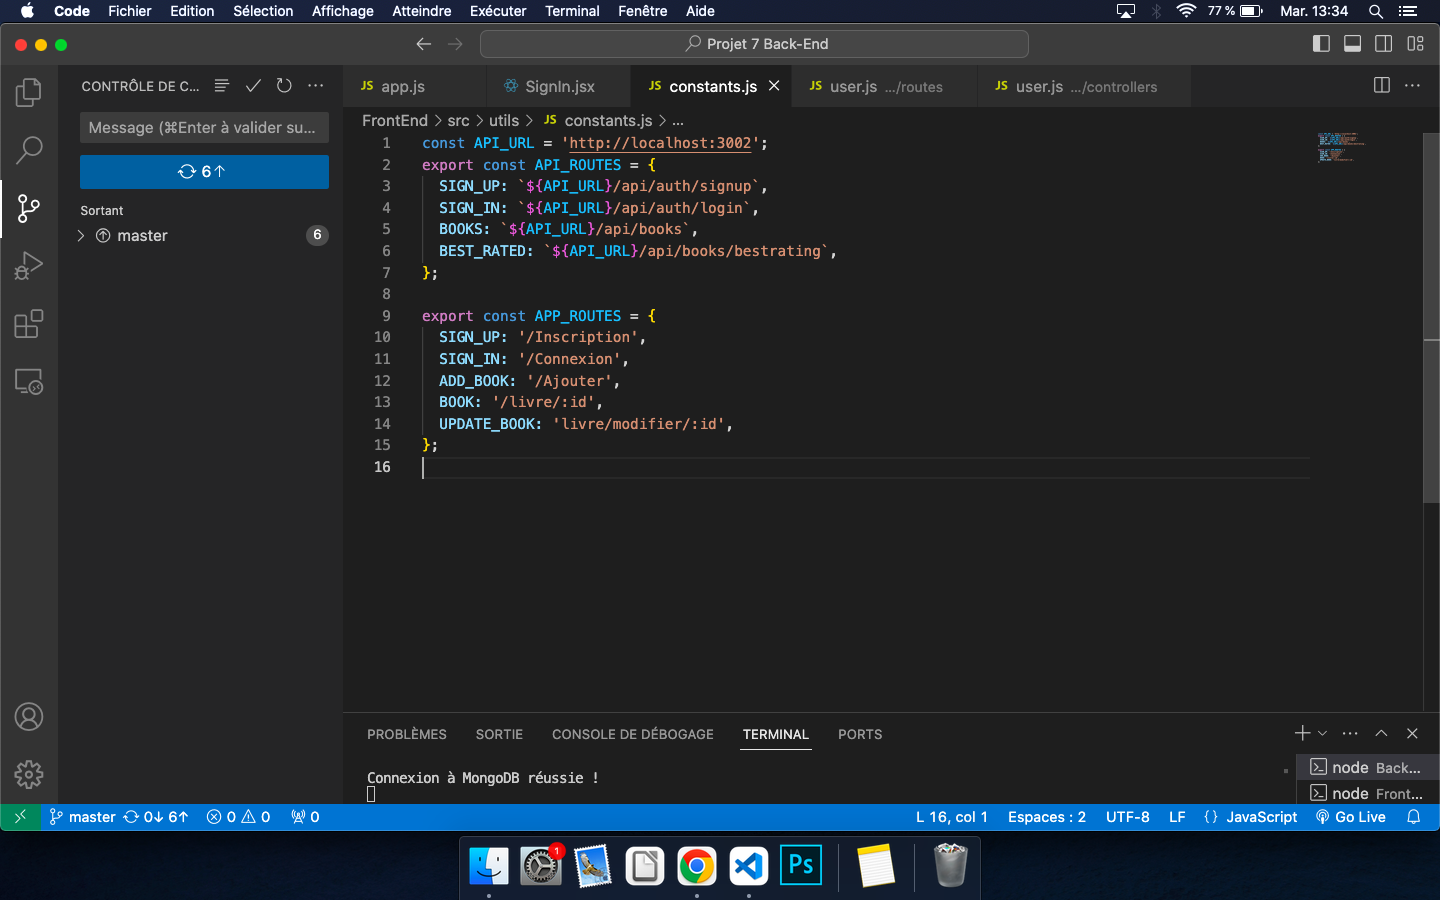 Code Fichier Edition Sélection Affichage Atteindre Exécuter Terminal Fenêtre Aide 77 % Mar. 13:34
Projet 7 Back-End
CONTRÔLE DE C...
JS app.js SignIn.jsx JS constants.js JS user.js .../routes JS user.js .../controllers
Message (⌘Enter à valider su...
6↑
Sortant
master 6
FrontEnd > src > utils > JS constants.js > ...
1 const API_URL = 'http://localhost:3002';
2 export const API_ROUTES = {
3 SIGN_UP: `${API_URL}/api/auth/signup`,
4 SIGN_IN: `${API_URL}/api/auth/login`,
5 BOOKS: `${API_URL}/api/books`,
6 BEST_RATED: `${API_URL}/api/books/bestrating`,
7 };
8
9 export const APP_ROUTES = {
10 SIGN_UP: '/Inscription',
11 SIGN_IN: '/Connexion',
12 ADD_BOOK: '/Ajouter',
13 BOOK: '/livre/:id',
14 UPDATE_BOOK: 'livre/modifier/:id',
15 };
16
PROBLÈMES SORTIE CONSOLE DE DÉBOGAGE TERMINAL PORTS
Connexion à MongoDB réussie !
node Back...
node Front...
master 0↓ 6↑ 0 0 0 L 16, col 1 Espaces : 2 UTF-8 LF {} JavaScript Go Live
1
Ps